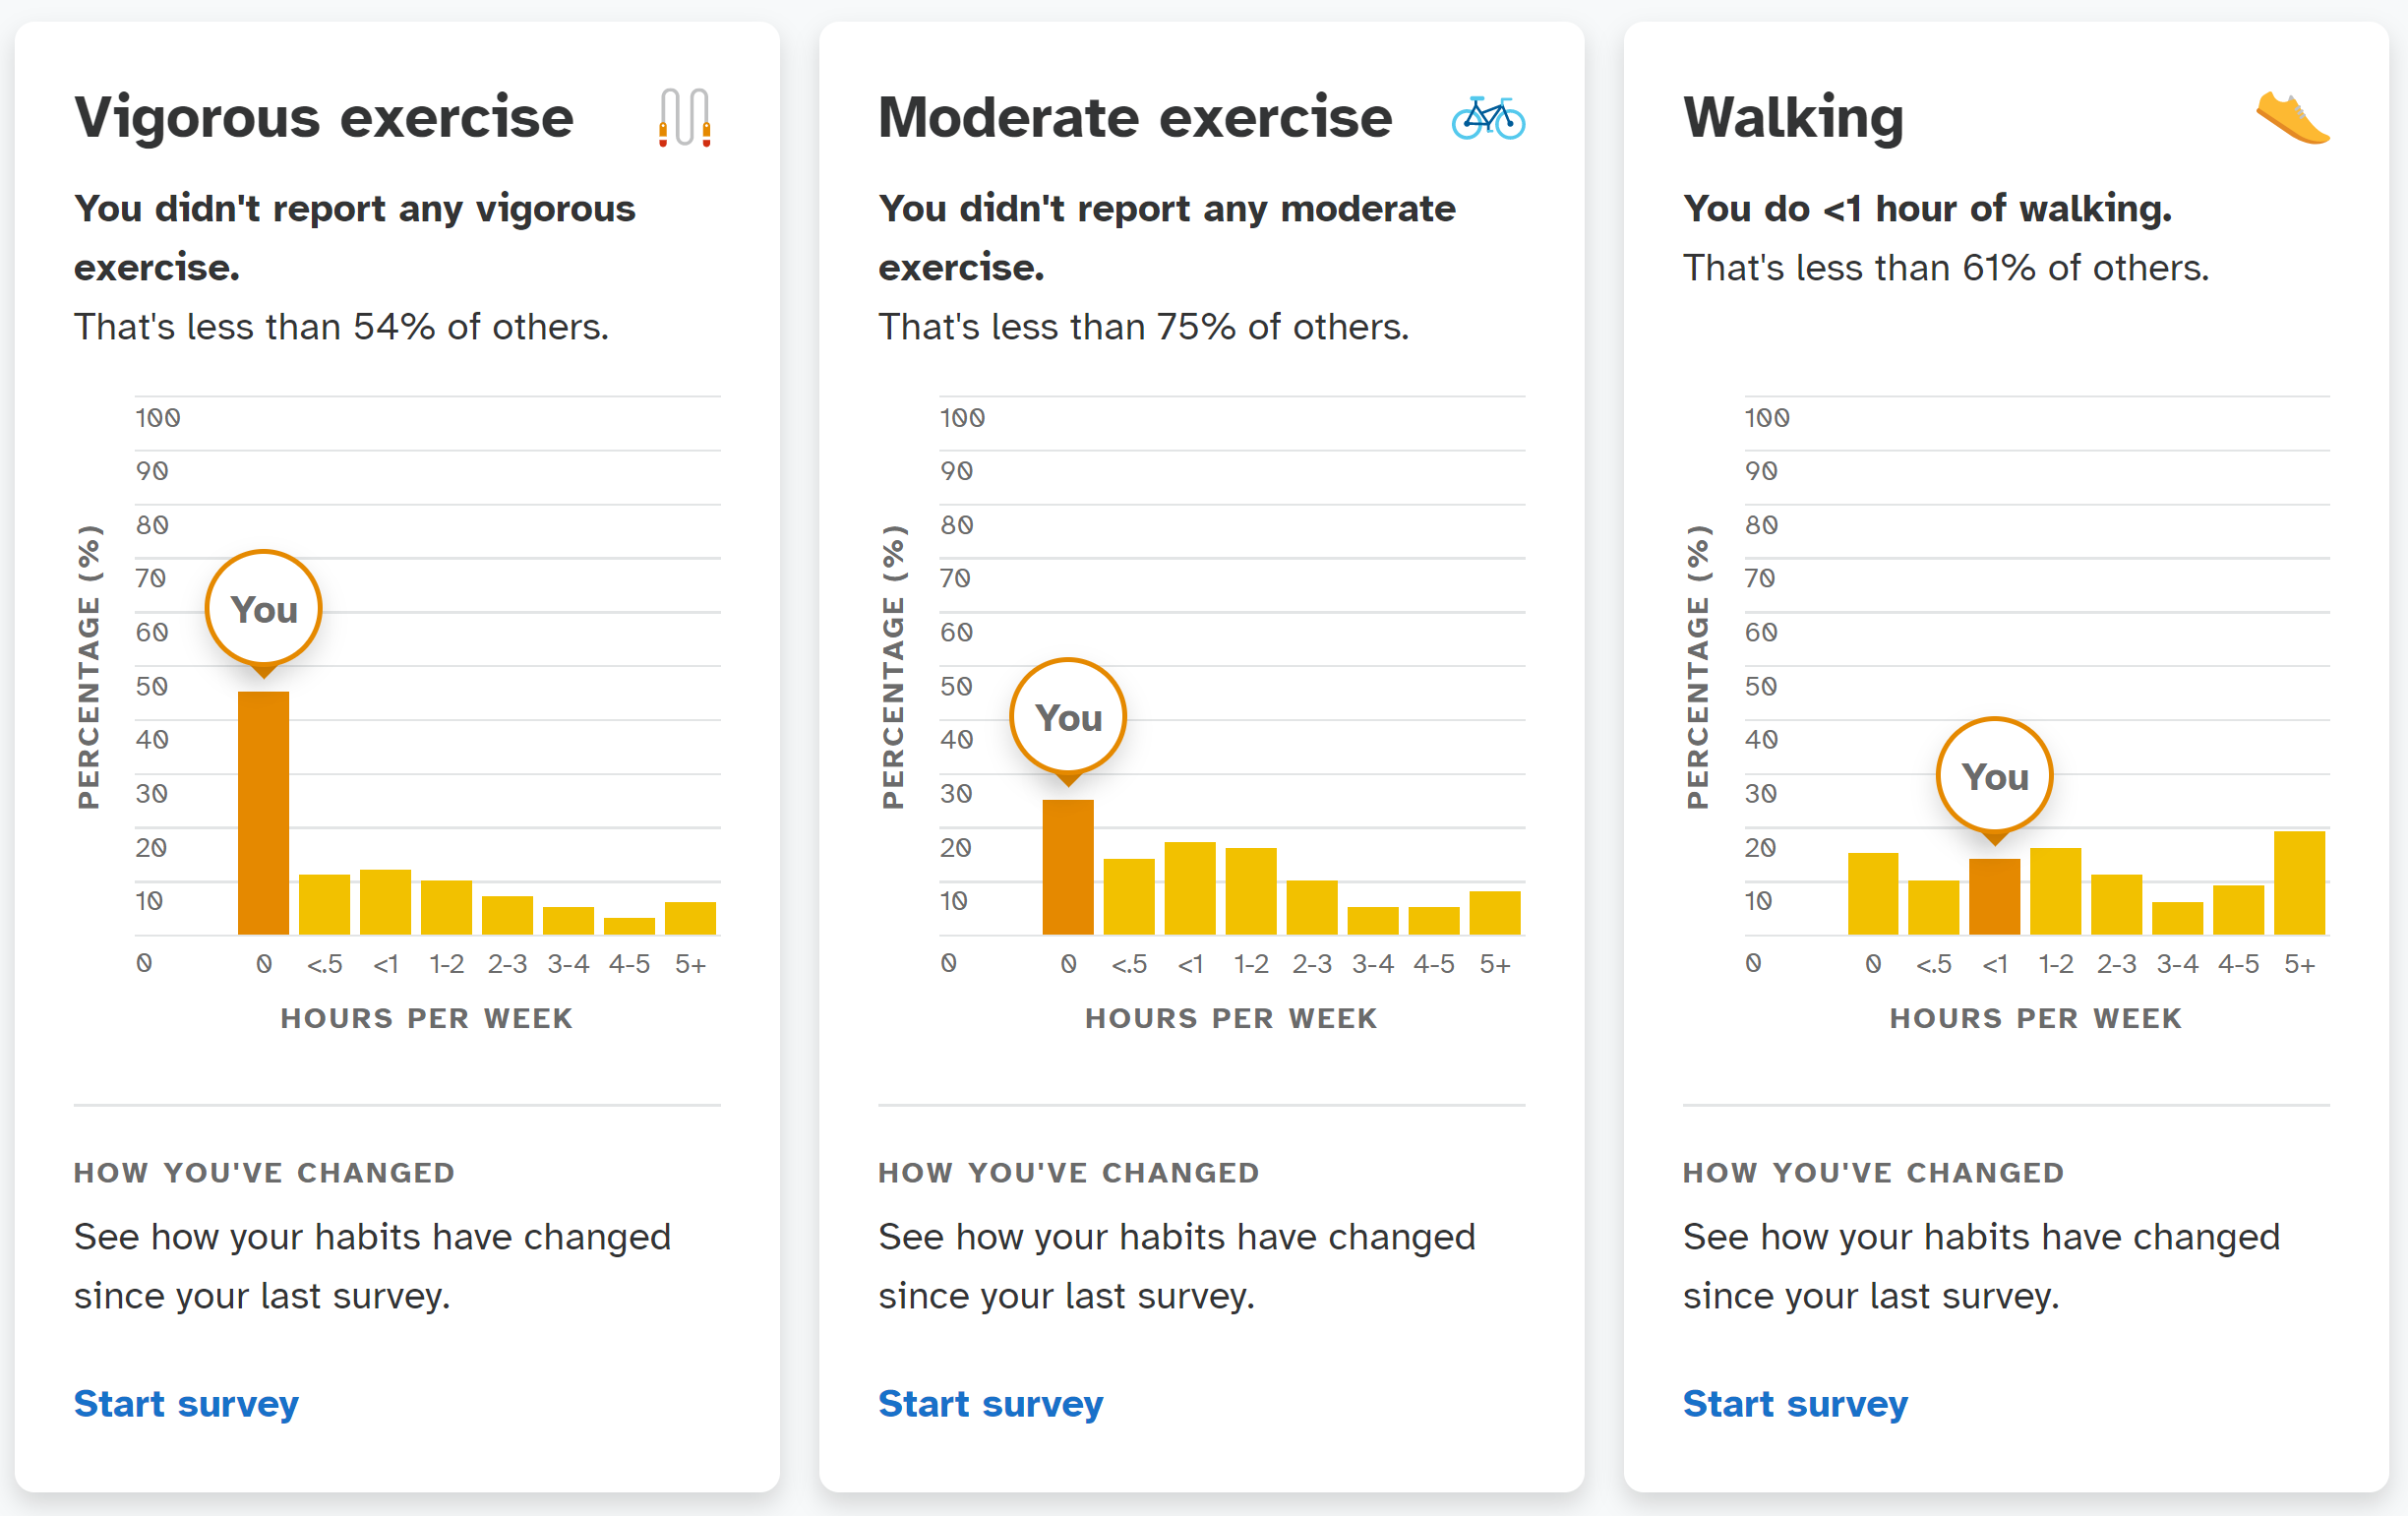 Vigorous exercise
You didn't report any vigorous
exercise.
That's less than 54% of others.
100
90
80
70
60
50
40
30
20
10
0
PERCENTAGE (%)
You
0 <.5 <1 1-2 2-3 3-4 4-5 5+
HOURS PER WEEK
HOW YOU'VE CHANGED
See how your habits have changed
since your last survey.
Start survey
Moderate exercise
You didn't report any moderate
exercise.
That's less than 75% of others.
100
90
80
70
60
50
40
30
20
10
0
PERCENTAGE (%)
You
0 <.5 <1 1-2 2-3 3-4 4-5 5+
HOURS PER WEEK
HOW YOU'VE CHANGED
See how your habits have changed
since your last survey.
Start survey
Walking
You do <1 hour of walking.
That's less than 61% of others.
100
90
80
70
60
50
40
30
20
10
0
PERCENTAGE (%)
You
0 <.5 <1 1-2 2-3 3-4 4-5 5+
HOURS PER WEEK
HOW YOU'VE CHANGED
See how your habits have changed
since your last survey.
Start survey